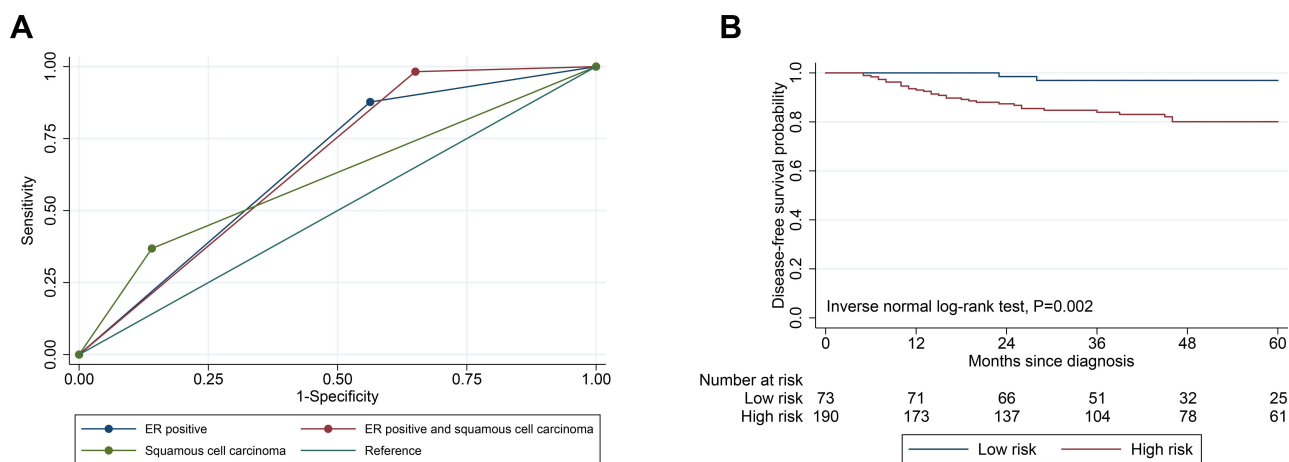 A
Sensitivity
1.00
0.75
0.50
0.25
0.00
0.00 0.25 0.50 0.75 1.00
1-Specificity
ER positive
ER positive and squamous cell carcinoma
Squamous cell carcinoma
Reference
B
Disease-free survival probability
1.0
0.8
0.6
0.4
0.2
0.0
Inverse normal log-rank test, P=0.002
0 12 24 36 48 60
Months since diagnosis
Number at risk
Low risk 73 71 66 51 32 25
High risk 190 173 137 104 78 61
Low risk
High risk